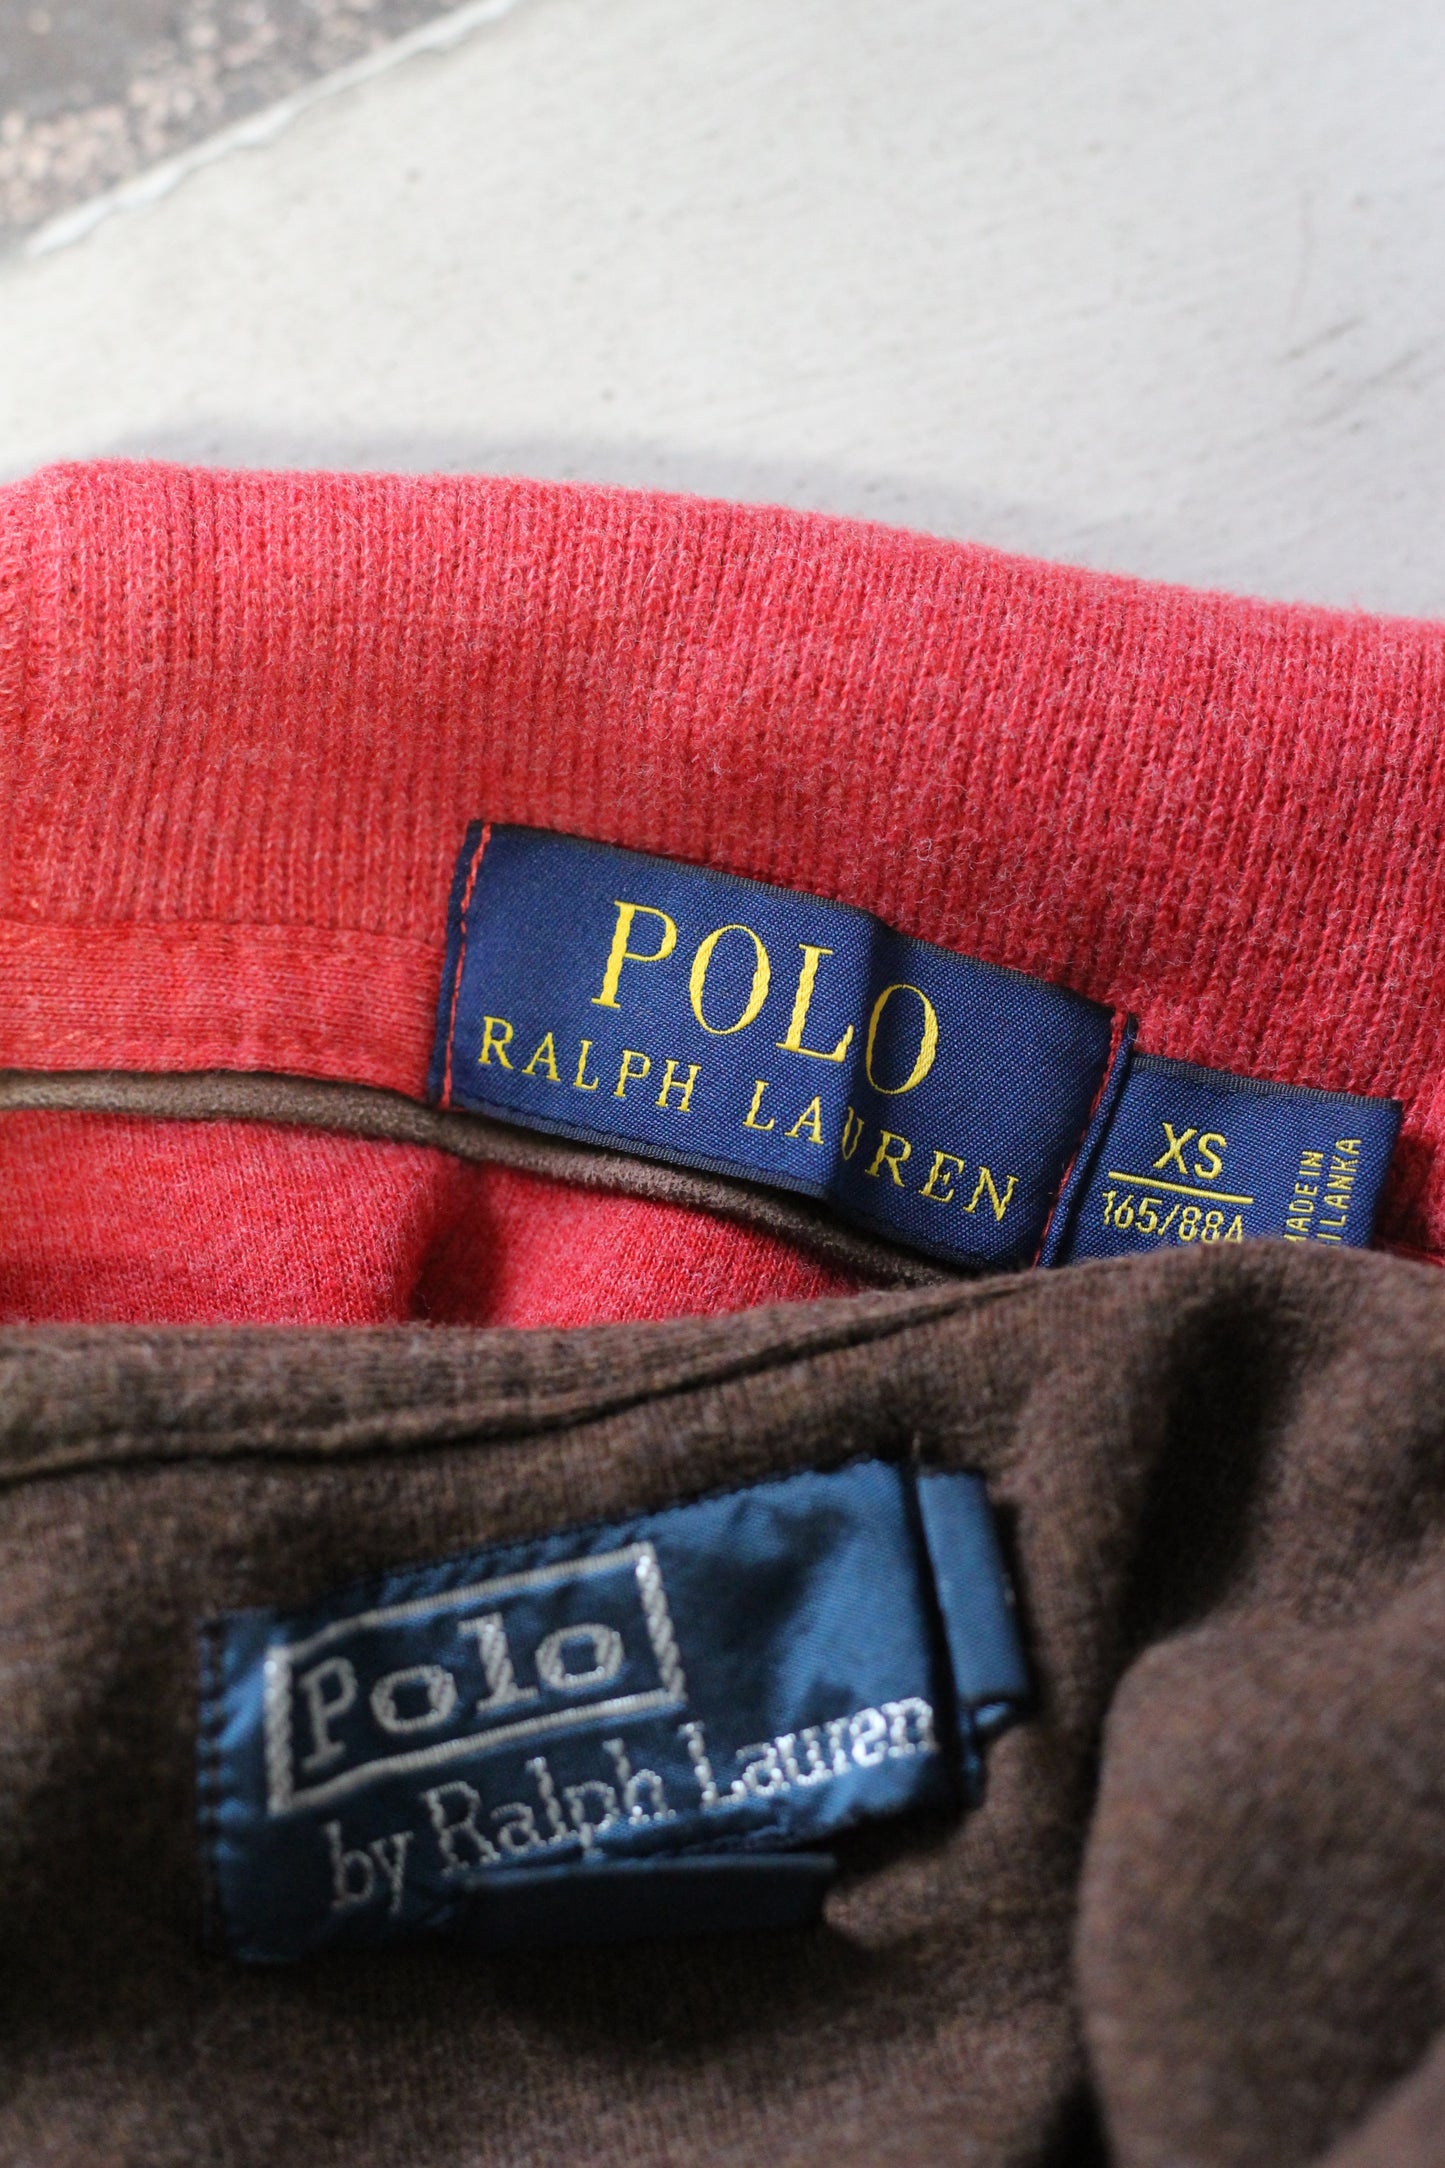 POLO
RALPH LAUREN
XS
165/88A
MADE IN
LANKA
Polo
by Ralph Lauren